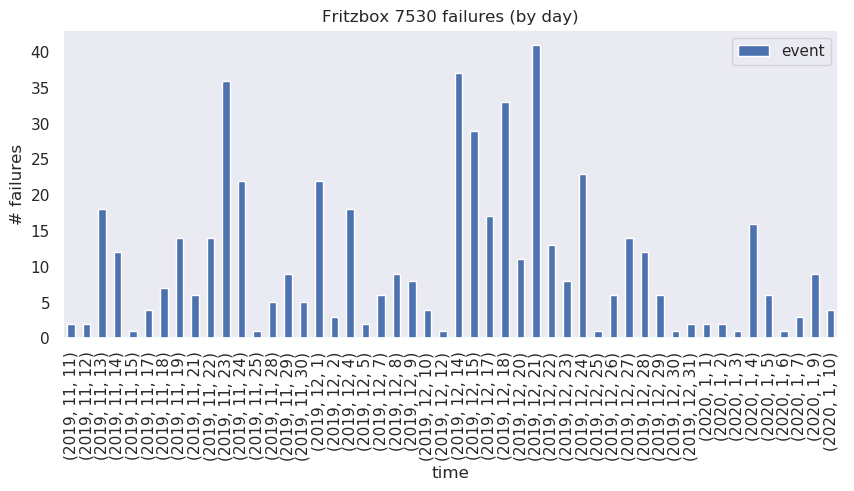 Fritzbox 7530 failures (by day)
event
# failures
40
35
30
25
20
15
10
5
0
(2019, 11, 11)
(2019, 11, 12)
(2019, 11, 13)
(2019, 11, 14)
(2019, 11, 15)
(2019, 11, 17)
(2019, 11, 18)
(2019, 11, 19)
(2019, 11, 21)
(2019, 11, 22)
(2019, 11, 23)
(2019, 11, 24)
(2019, 11, 25)
(2019, 11, 28)
(2019, 11, 29)
(2019, 11, 30)
(2019, 12, 1)
(2019, 12, 2)
(2019, 12, 4)
(2019, 12, 5)
(2019, 12, 7)
(2019, 12, 8)
(2019, 12, 9)
(2019, 12, 10)
(2019, 12, 12)
(2019, 12, 14)
(2019, 12, 15)
(2019, 12, 17)
(2019, 12, 18)
(2019, 12, 20)
(2019, 12, 21)
(2019, 12, 22)
(2019, 12, 23)
(2019, 12, 24)
(2019, 12, 25)
(2019, 12, 26)
(2019, 12, 27)
(2019, 12, 28)
(2019, 12, 29)
(2019, 12, 30)
(2019, 12, 31)
(2020, 1, 1)
(2020, 1, 2)
(2020, 1, 3)
(2020, 1, 4)
(2020, 1, 5)
(2020, 1, 6)
(2020, 1, 7)
(2020, 1, 9)
(2020, 1, 10)
time